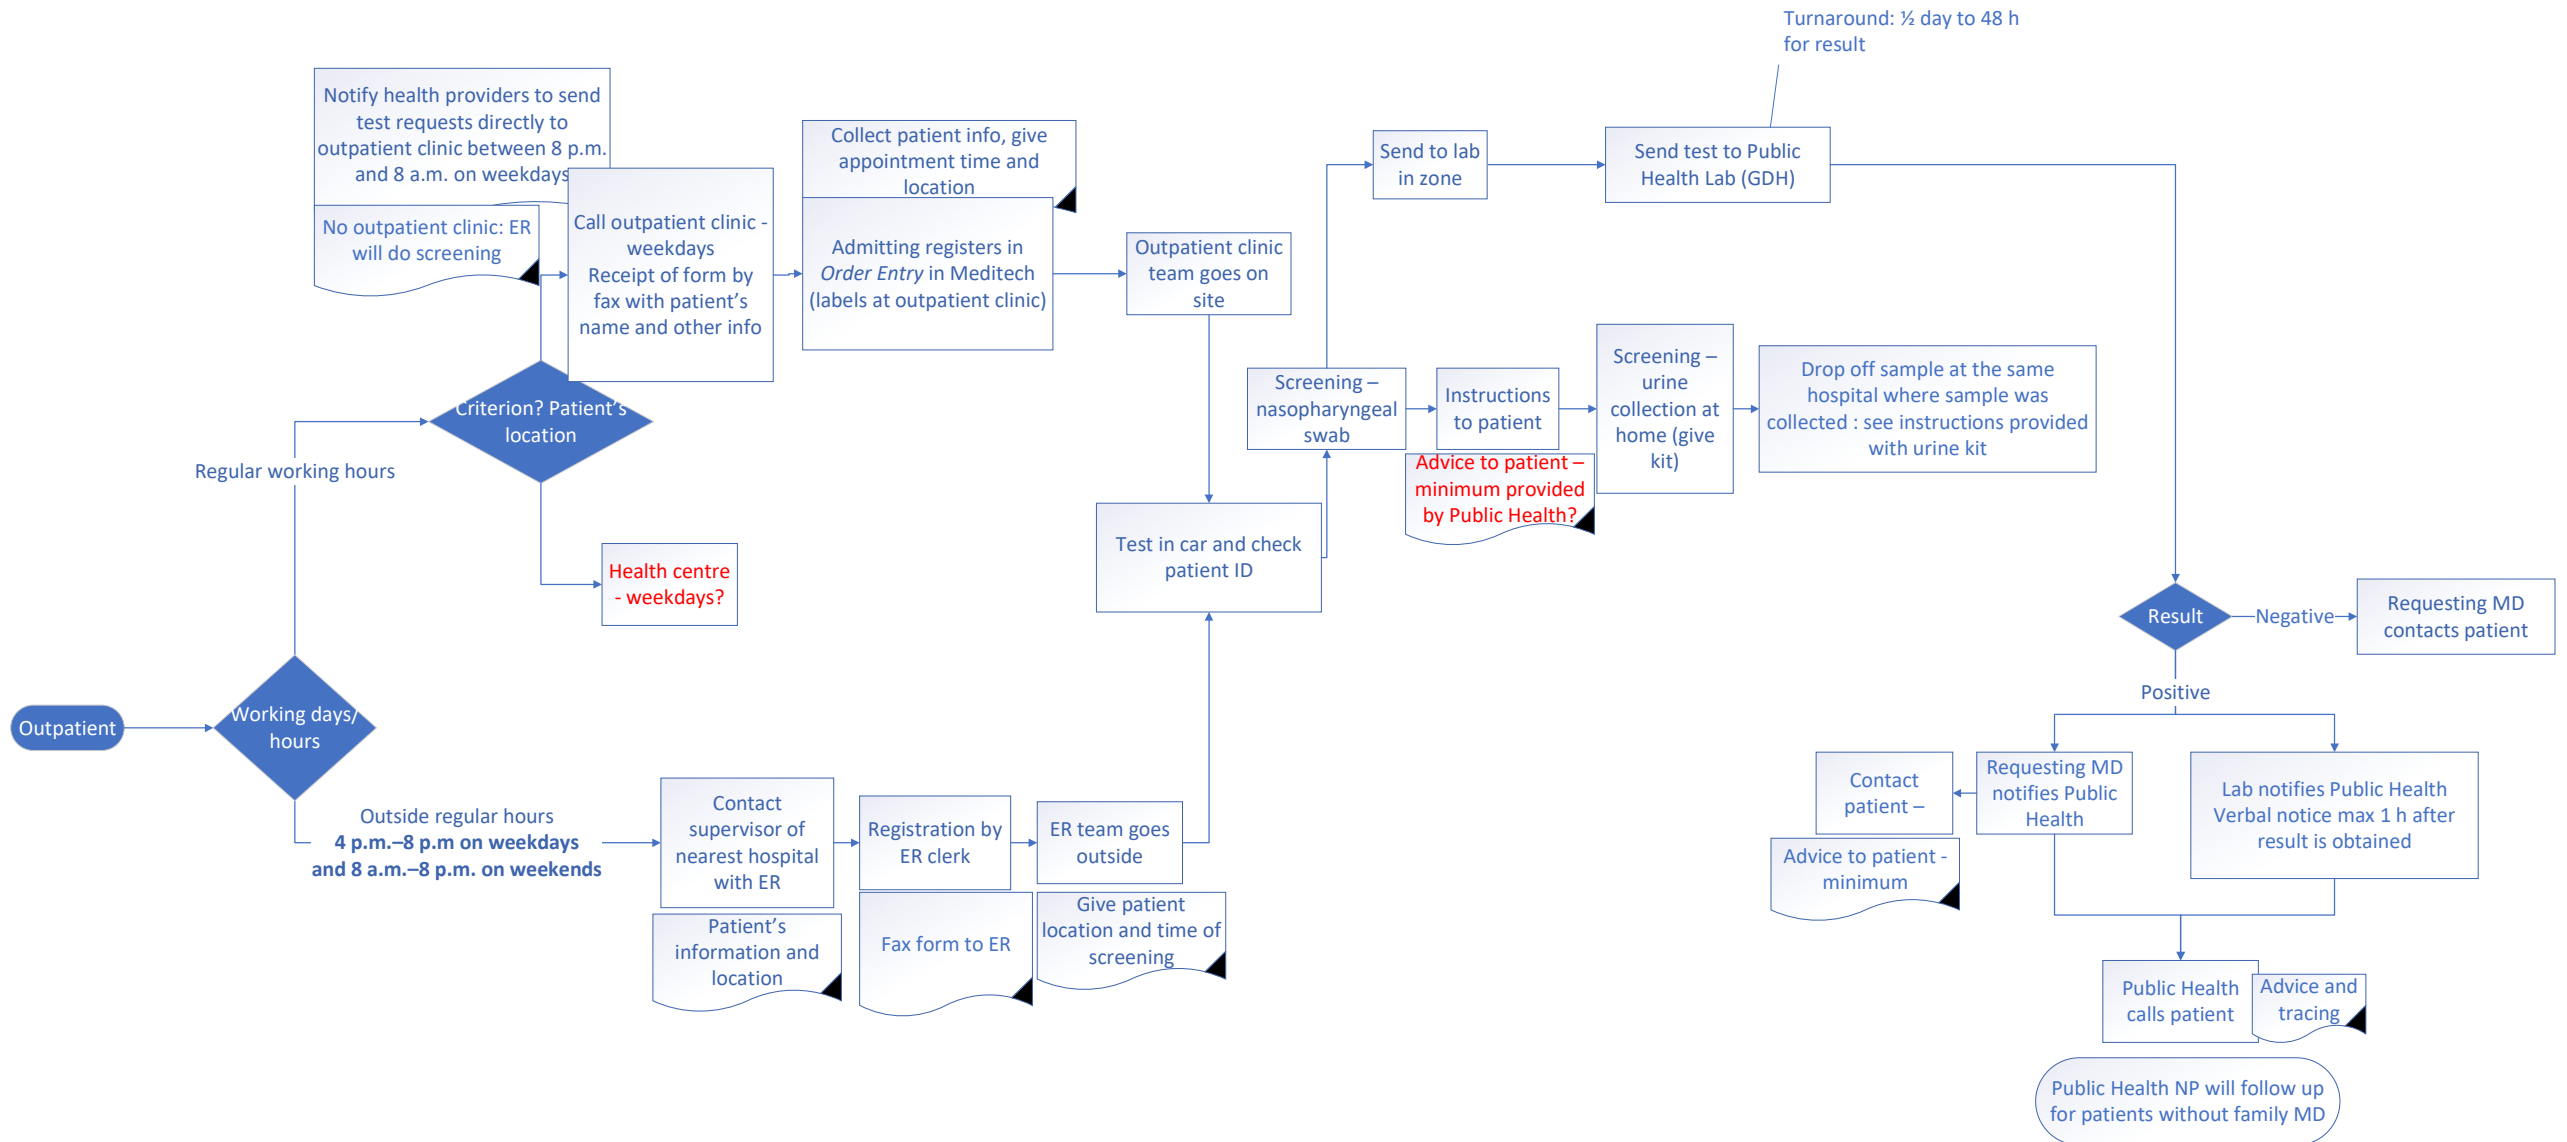 Turnaround: ½ day to 48 h
for result
Notify health providers to send
test requests directly to
outpatient clinic between 8 p.m.
and 8 a.m. on weekdays
No outpatient clinic: ER
will do screening
Call outpatient clinic -
weekdays
Receipt of form by
fax with patient’s
name and other info
Collect patient info, give
appointment time and
location
Admitting registers in
Order Entry in Meditech
(labels at outpatient clinic)
Outpatient clinic
team goes on
site
Send to lab
in zone
Send test to Public
Health Lab (GDH)
Criterion? Patient’s
location
Regular working hours
Health centre
- weekdays?
Screening –
nasopharyngeal
swab
Instructions
to patient
Advice to patient –
minimum provided
by Public Health?
Screening –
urine
collection at
home (give
kit)
Drop off sample at the same
hospital where sample was
collected : see instructions provided
with urine kit
Test in car and check
patient ID
Outpatient
Working days/
hours
Outside regular hours
4 p.m.–8 p.m on weekdays
and 8 a.m.–8 p.m. on weekends
Contact
supervisor of
nearest hospital
with ER
Patient’s
information and
location
Registration by
ER clerk
Fax form to ER
ER team goes
outside
Give patient
location and time of
screening
Result
Negative
Requesting MD
contacts patient
Positive
Contact
patient –
Advice to patient -
minimum
Requesting MD
notifies Public
Health
Lab notifies Public Health
Verbal notice max 1 h after
result is obtained
Public Health
calls patient
Advice and
tracing
Public Health NP will follow up
for patients without family MD